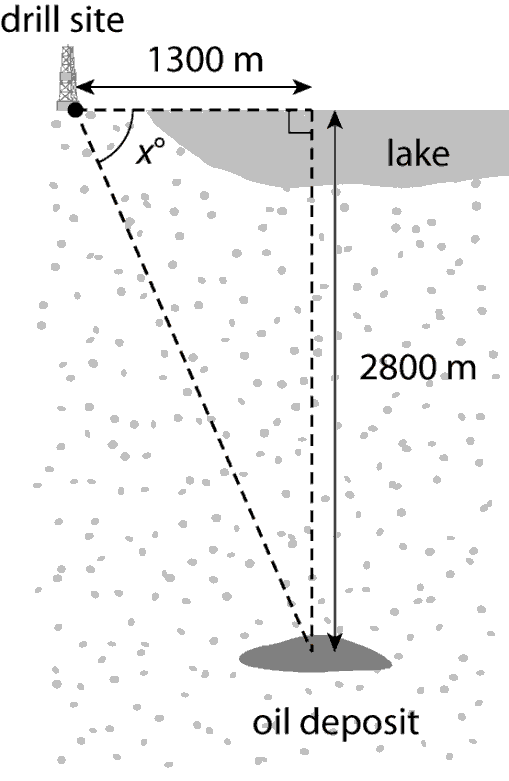 drill site
1300 m
x°
lake
2800 m
oil deposit